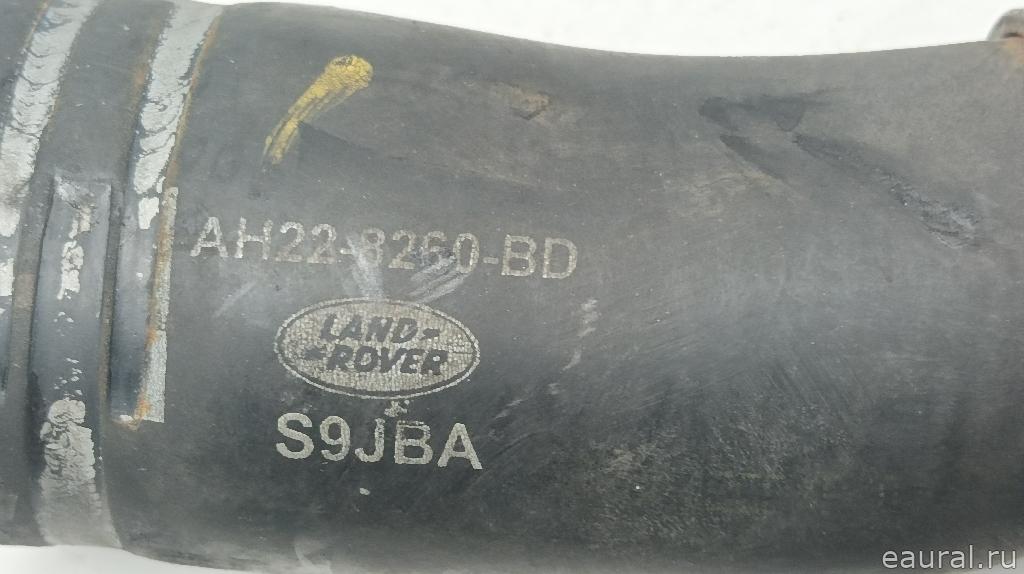 AH22-8260-BD
LAND
ROVER
S9JBA
eaural.ru